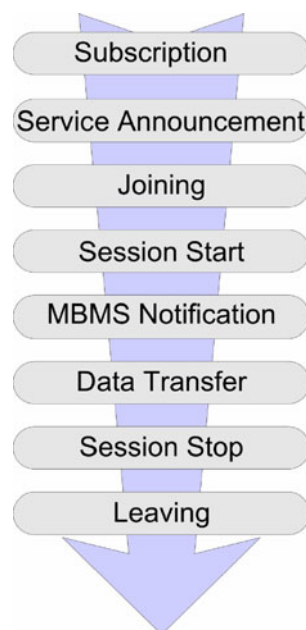 Subscription
Service Announcement
Joining
Session Start
MBMS Notification
Data Transfer
Session Stop
Leaving